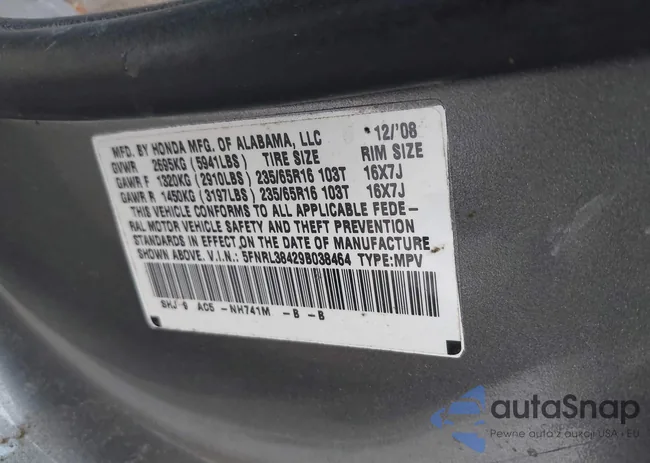 MFD. BY HONDA MFG. OF ALABAMA, LLC 12/'08
GVWR 2695KG (5941LBS) TIRE SIZE RIM SIZE
GAWR F 1320KG (2910LBS) 235/65R16 103T 16X7J
GAWR R 1450KG (3197LBS) 235/65R16 103T 16X7J
THIS VEHICLE CONFORMS TO ALL APPLICABLE FEDE-
RAL MOTOR VEHICLE SAFETY AND THEFT PREVENTION
STANDARDS IN EFFECT ON THE DATE OF MANUFACTURE
SHOWN ABOVE. V.I.N.: 5FNRL38429B038464 TYPE:MPV
SHJ 9 AC5 -NH741M -B -B
autaSnap
Pewne auta z aukcji USA • EU